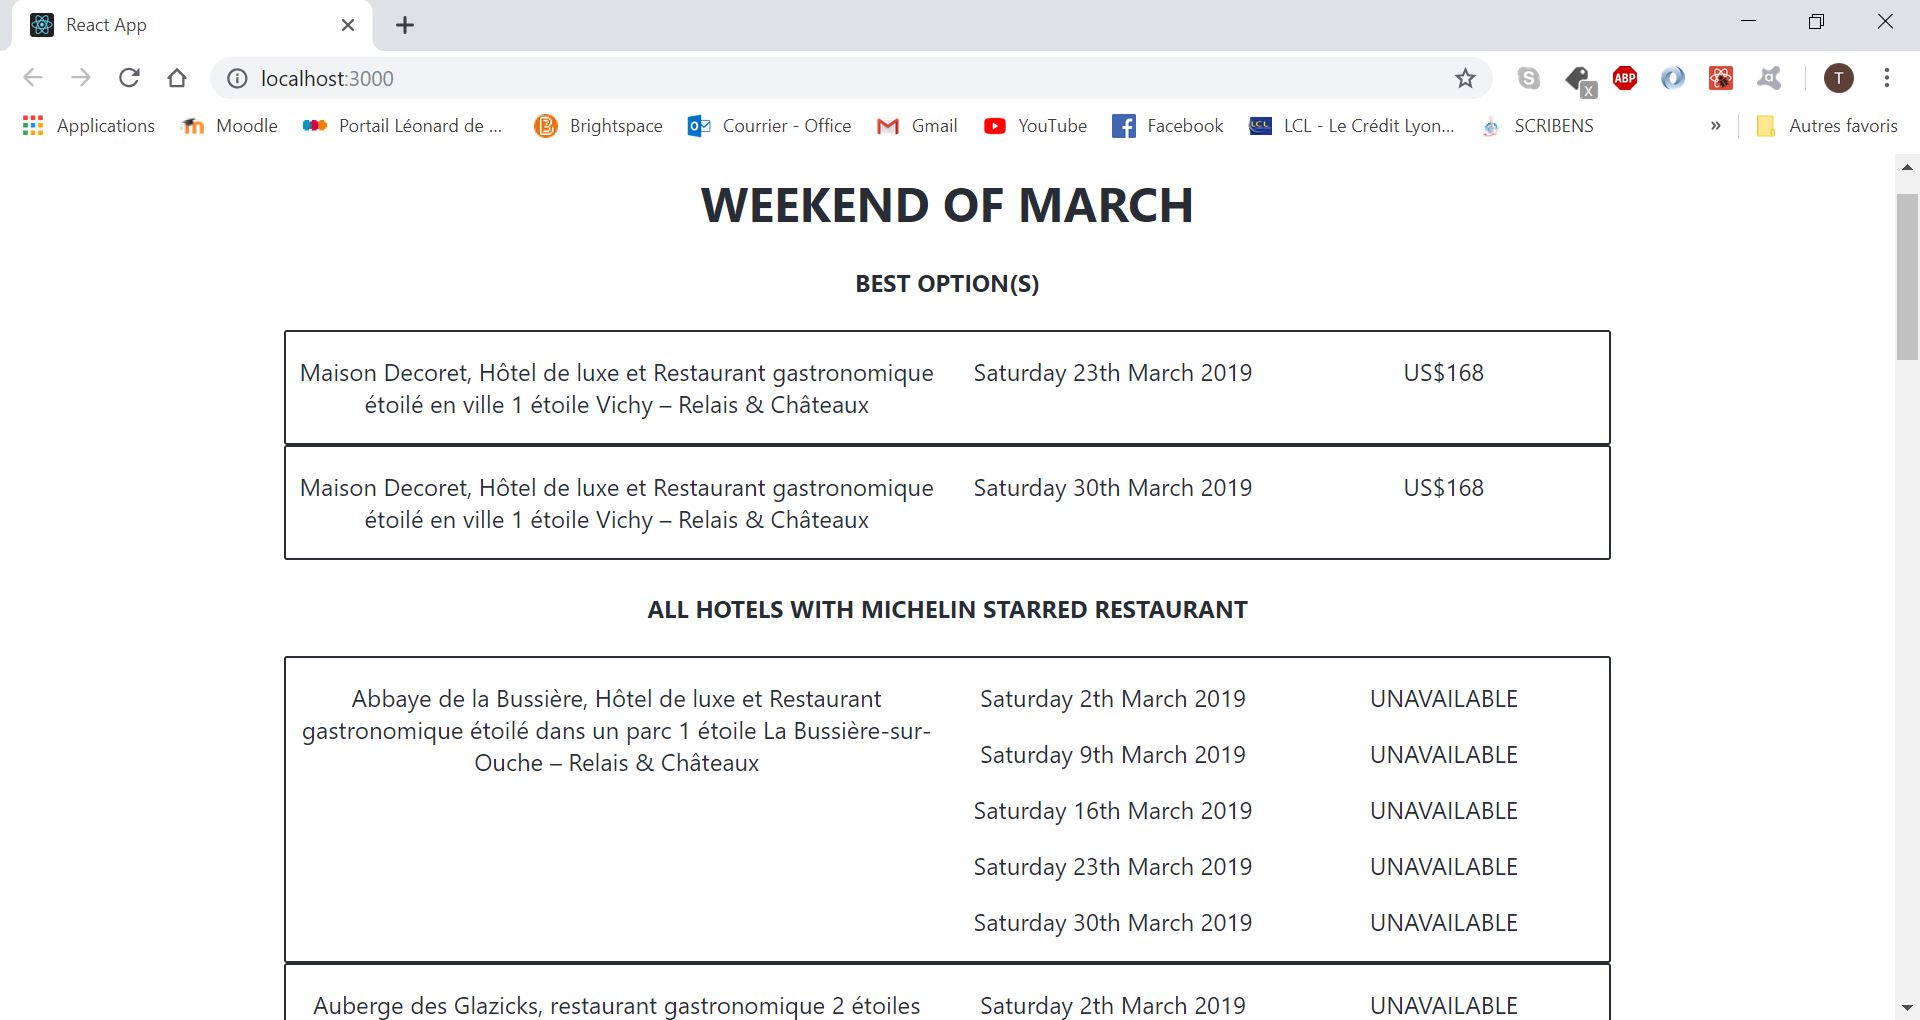 React App
localhost:3000
ABP
X
T
Applications
Moodle
Portail Léonard de ...
Brightspace
Courrier - Office
Gmail
YouTube
Facebook
LCL
LCL - Le Crédit Lyon...
SCRIBENS
»
Autres favoris
WEEKEND OF MARCH
BEST OPTION(S)
Maison Decoret, Hôtel de luxe et Restaurant gastronomique
étoilé en ville 1 étoile Vichy – Relais & Châteaux
Saturday 23th March 2019
US$168
Maison Decoret, Hôtel de luxe et Restaurant gastronomique
étoilé en ville 1 étoile Vichy – Relais & Châteaux
Saturday 30th March 2019
US$168
ALL HOTELS WITH MICHELIN STARRED RESTAURANT
Abbaye de la Bussière, Hôtel de luxe et Restaurant
gastronomique étoilé dans un parc 1 étoile La Bussière-sur-
Ouche – Relais & Châteaux
Saturday 2th March 2019
UNAVAILABLE
Saturday 9th March 2019
UNAVAILABLE
Saturday 16th March 2019
UNAVAILABLE
Saturday 23th March 2019
UNAVAILABLE
Saturday 30th March 2019
UNAVAILABLE
Auberge des Glazicks, restaurant gastronomique 2 étoiles
Saturday 2th March 2019
UNAVAILABLE